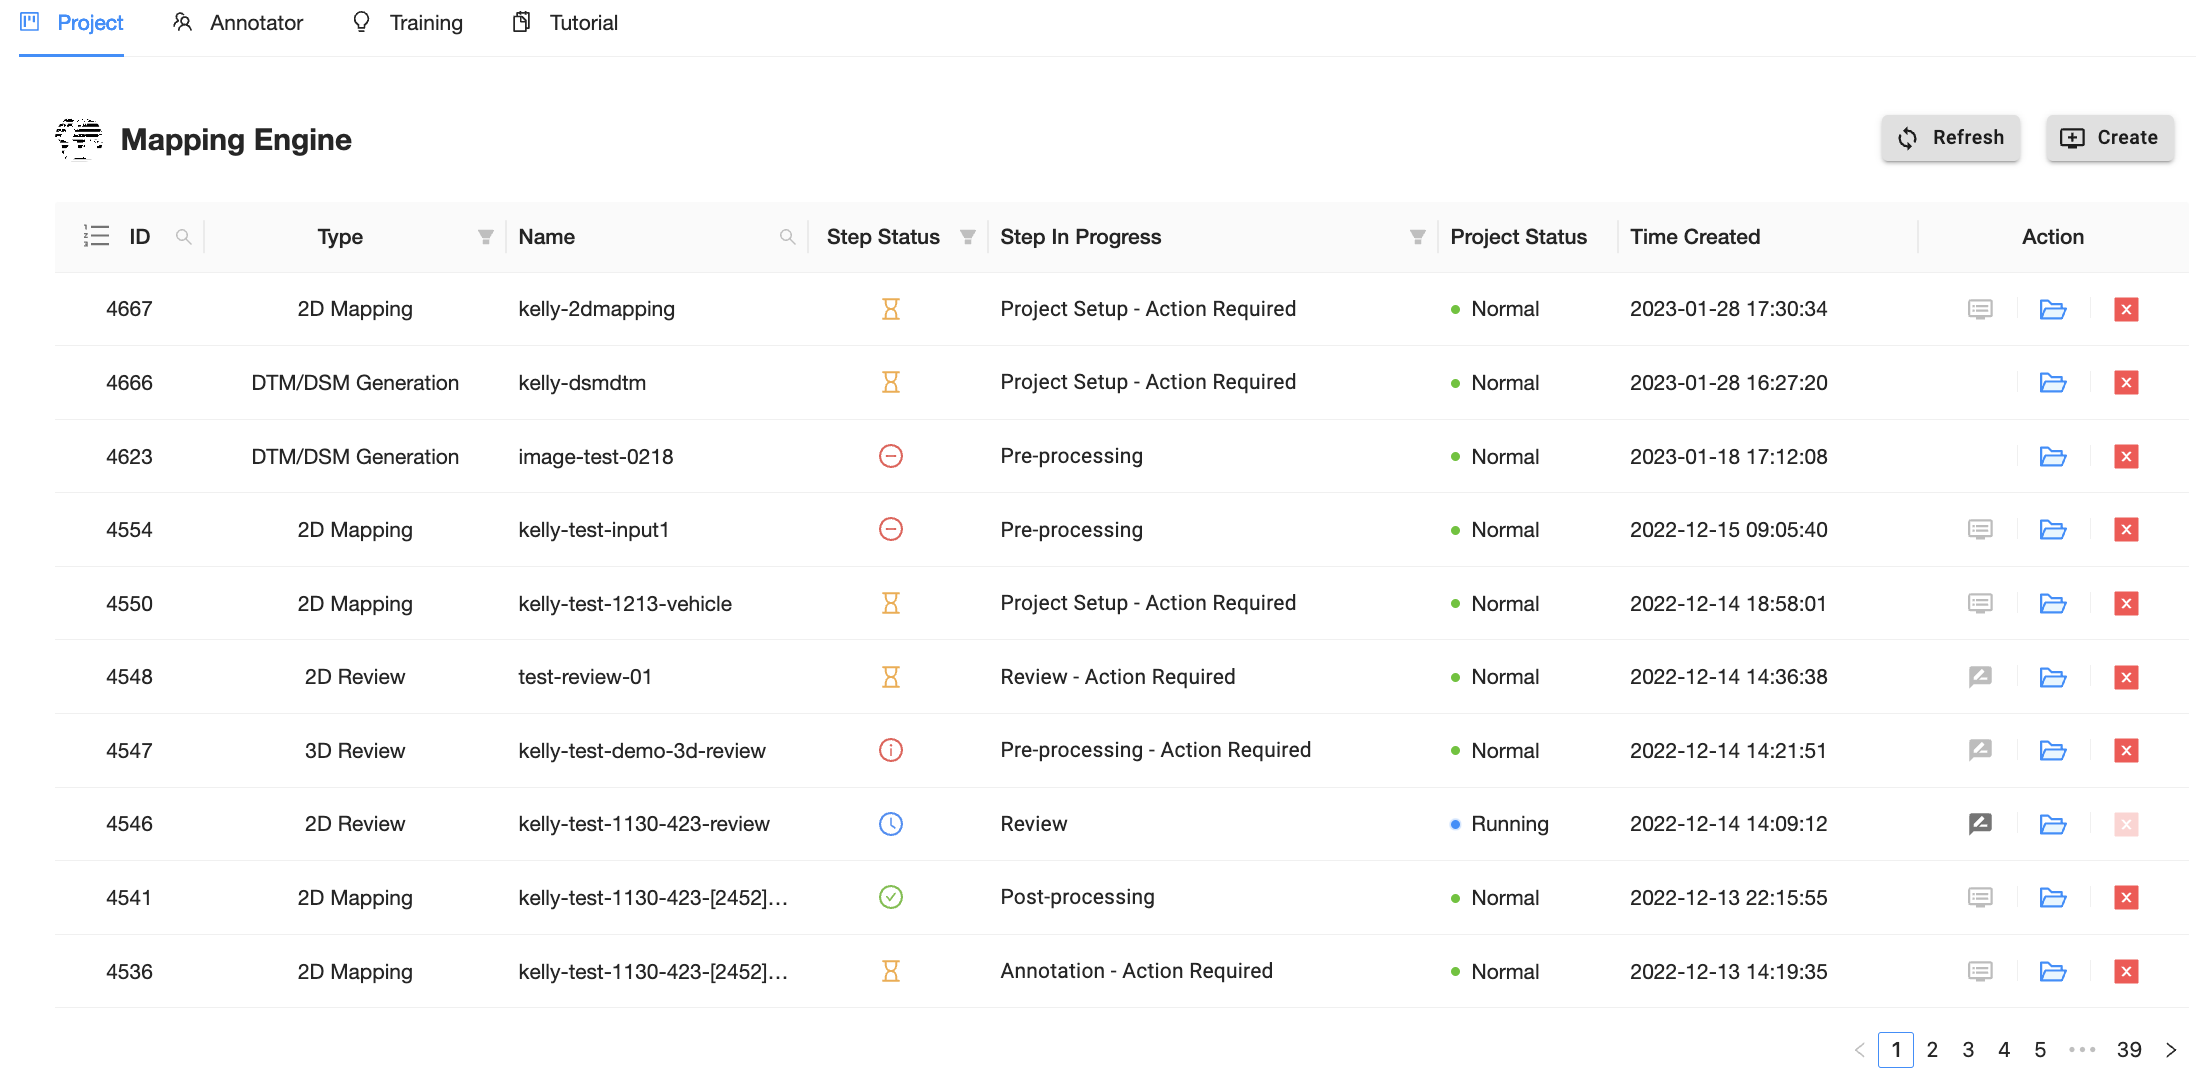 Project Annotator Training Tutorial
Mapping Engine
Refresh Create
ID Type Name Step Status Step In Progress Project Status Time Created Action
4667 2D Mapping kelly-2dmapping Project Setup - Action Required Normal 2023-01-28 17:30:34
4666 DTM/DSM Generation kelly-dsmdtm Project Setup - Action Required Normal 2023-01-28 16:27:20
4623 DTM/DSM Generation image-test-0218 Pre-processing Normal 2023-01-18 17:12:08
4554 2D Mapping kelly-test-input1 Pre-processing Normal 2022-12-15 09:05:40
4550 2D Mapping kelly-test-1213-vehicle Project Setup - Action Required Normal 2022-12-14 18:58:01
4548 2D Review test-review-01 Review - Action Required Normal 2022-12-14 14:36:38
4547 3D Review kelly-test-demo-3d-review Pre-processing - Action Required Normal 2022-12-14 14:21:51
4546 2D Review kelly-test-1130-423-review Review Running 2022-12-14 14:09:12
4541 2D Mapping kelly-test-1130-423-[2452]... Post-processing Normal 2022-12-13 22:15:55
4536 2D Mapping kelly-test-1130-423-[2452]... Annotation - Action Required Normal 2022-12-13 14:19:35
< 1 2 3 4 5 ••• 39 >